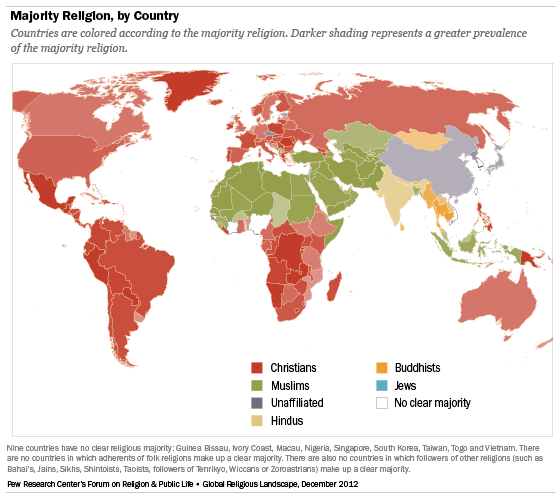 Majority Religion, by Country
Countries are colored according to the majority religion. Darker shading represents a greater prevalence
of the majority religion.
Christians
Muslims
Unaffiliated
Hindus
Buddhists
Jews
No clear majority
Nine countries have no clear religious majority: Guinea Bissau, Ivory Coast, Macau, Nigeria, Singapore, South Korea, Taiwan, Togo and Vietnam. There
are no countries in which adherents of folk religions make up a clear majority. There are also no countries in which followers of other religions (such as
Bahai's, Jains, Sikhs, Shintoists, Taoists, followers of Tenrikyo, Wiccans or Zoroastrians) make up a clear majority.
Pew Research Center's Forum on Religion & Public Life • Global Religious Landscape, December 2012